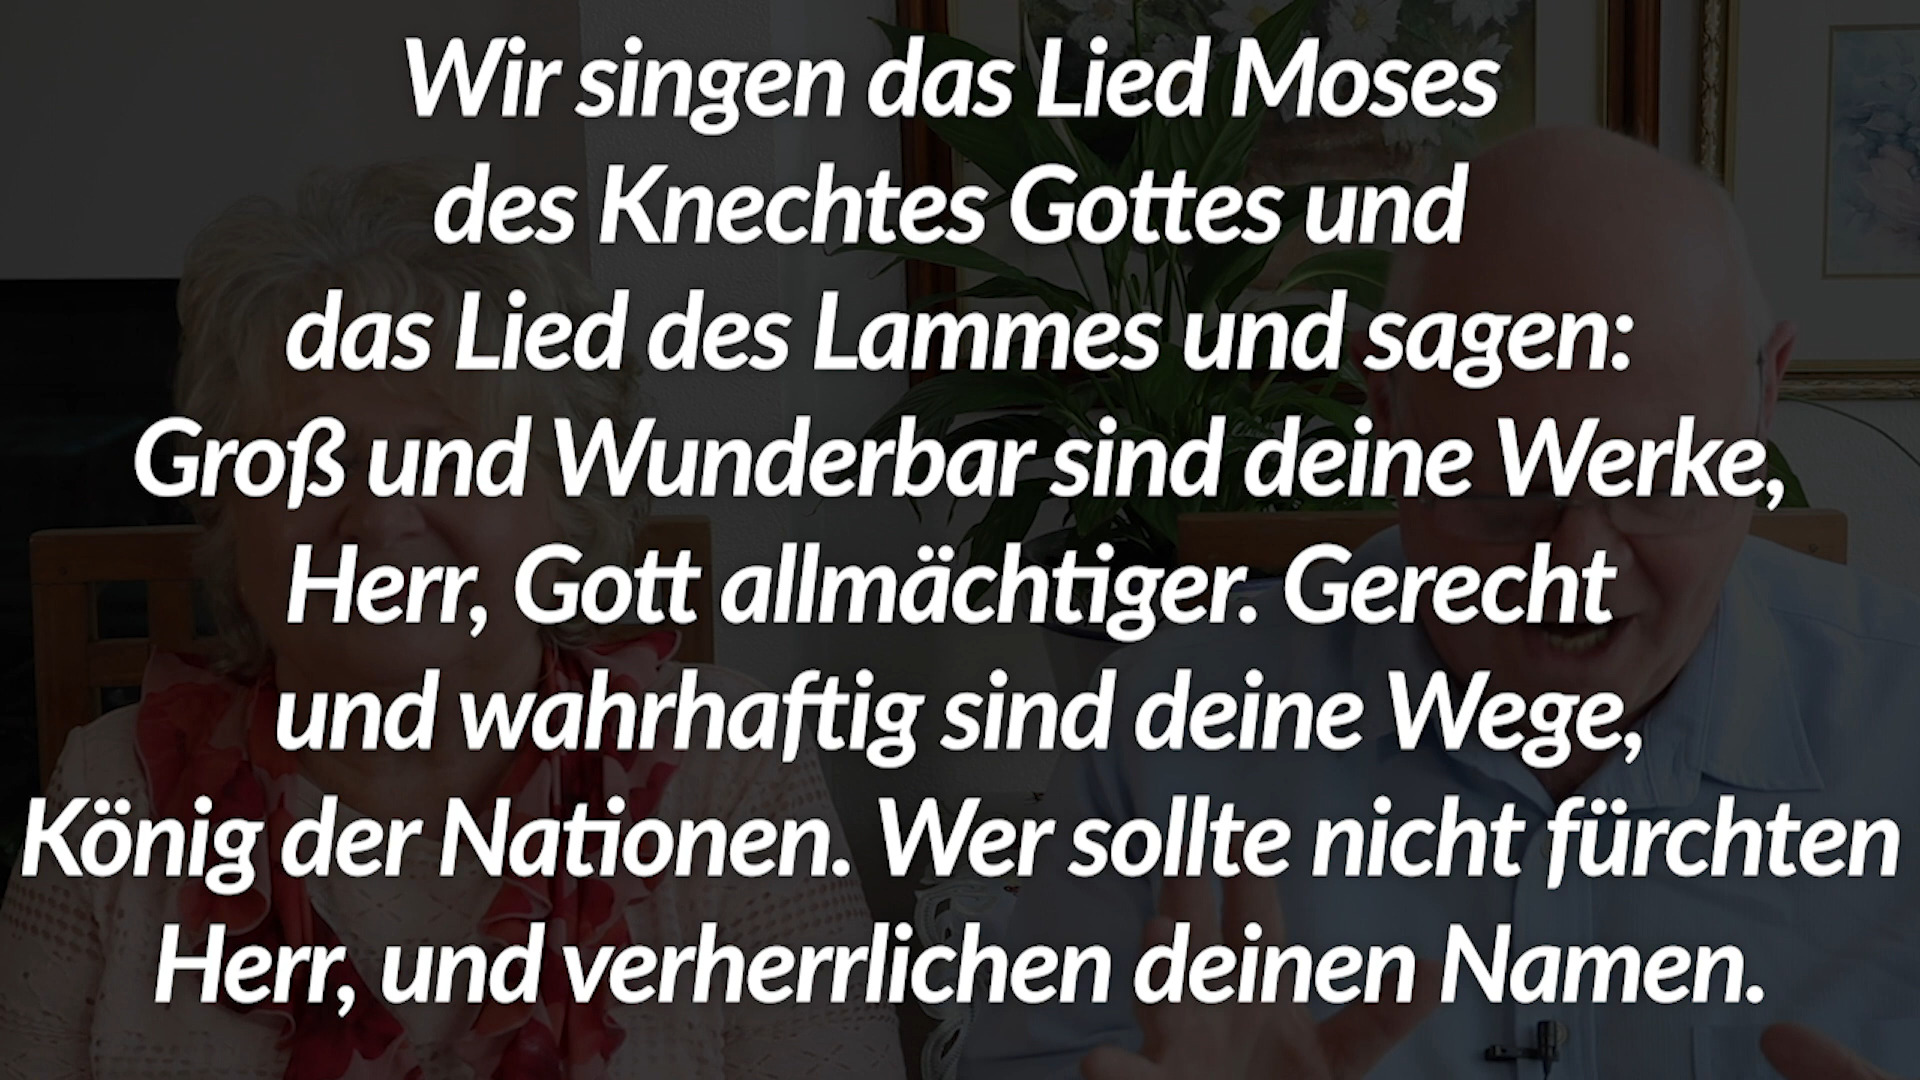 Wir singen das Lied Moses
des Knechtes Gottes und
das Lied des Lammes und sagen:
Groß und Wunderbar sind deine Werke,
Herr, Gott allmächtiger. Gerecht
und wahrhaftig sind deine Wege,
König der Nationen. Wer sollte nicht fürchten
Herr, und verherrlichen deinen Namen.